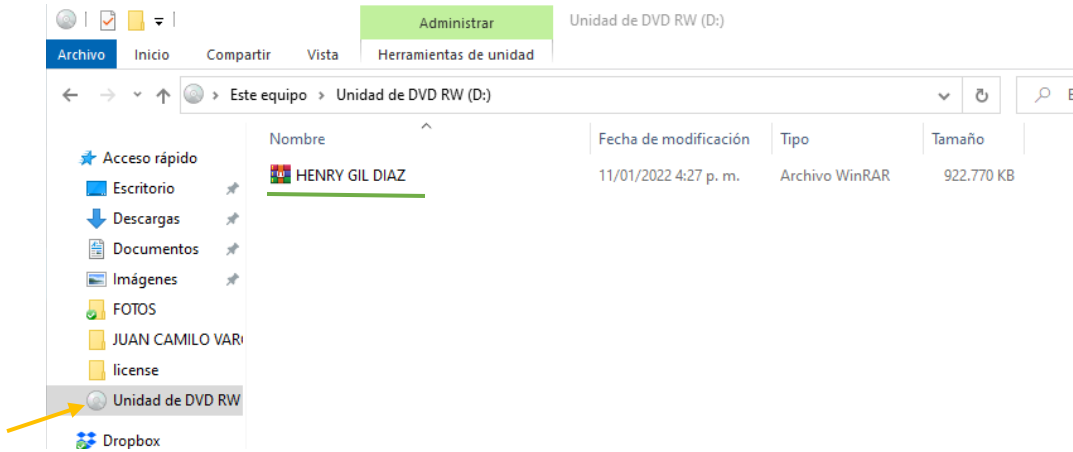 Administrar
Unidad de DVD RW (D:)
Archivo
Inicio
Compartir
Vista
Herramientas de unidad
Este equipo > Unidad de DVD RW (D:)
Nombre
Fecha de modificación
Tipo
Tamaño
Acceso rápido
HENRY GIL DIAZ
11/01/2022 4:27 p. m.
Archivo WinRAR
922.770 KB
Escritorio
Descargas
Documentos
Imágenes
FOTOS
JUAN CAMILO
license
Unidad de DVD RW
Dropbox